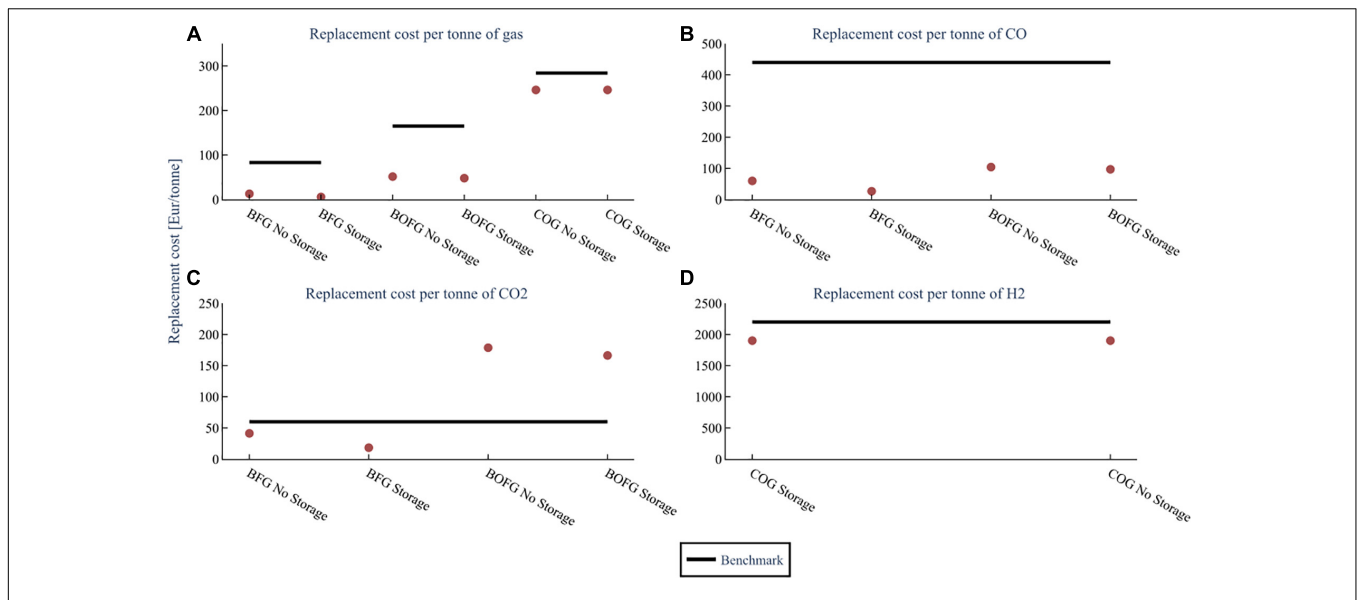 A
Replacement cost per tonne of gas
300
200
100
0
BFG No Storage
BFG Storage
BOFG No Storage
BOFG Storage
COG No Storage
COG Storage
B
Replacement cost per tonne of CO
500
400
300
200
100
0
BFG No Storage
BFG Storage
BOFG No Storage
BOFG Storage
Replacement cost [Eur/tonne]
C
Replacement cost per tonne of CO2
250
200
150
100
50
0
BFG No Storage
BFG Storage
BOFG No Storage
BOFG Storage
D
Replacement cost per tonne of H2
2500
2000
1500
1000
500
0
COG Storage
COG No Storage
Benchmark